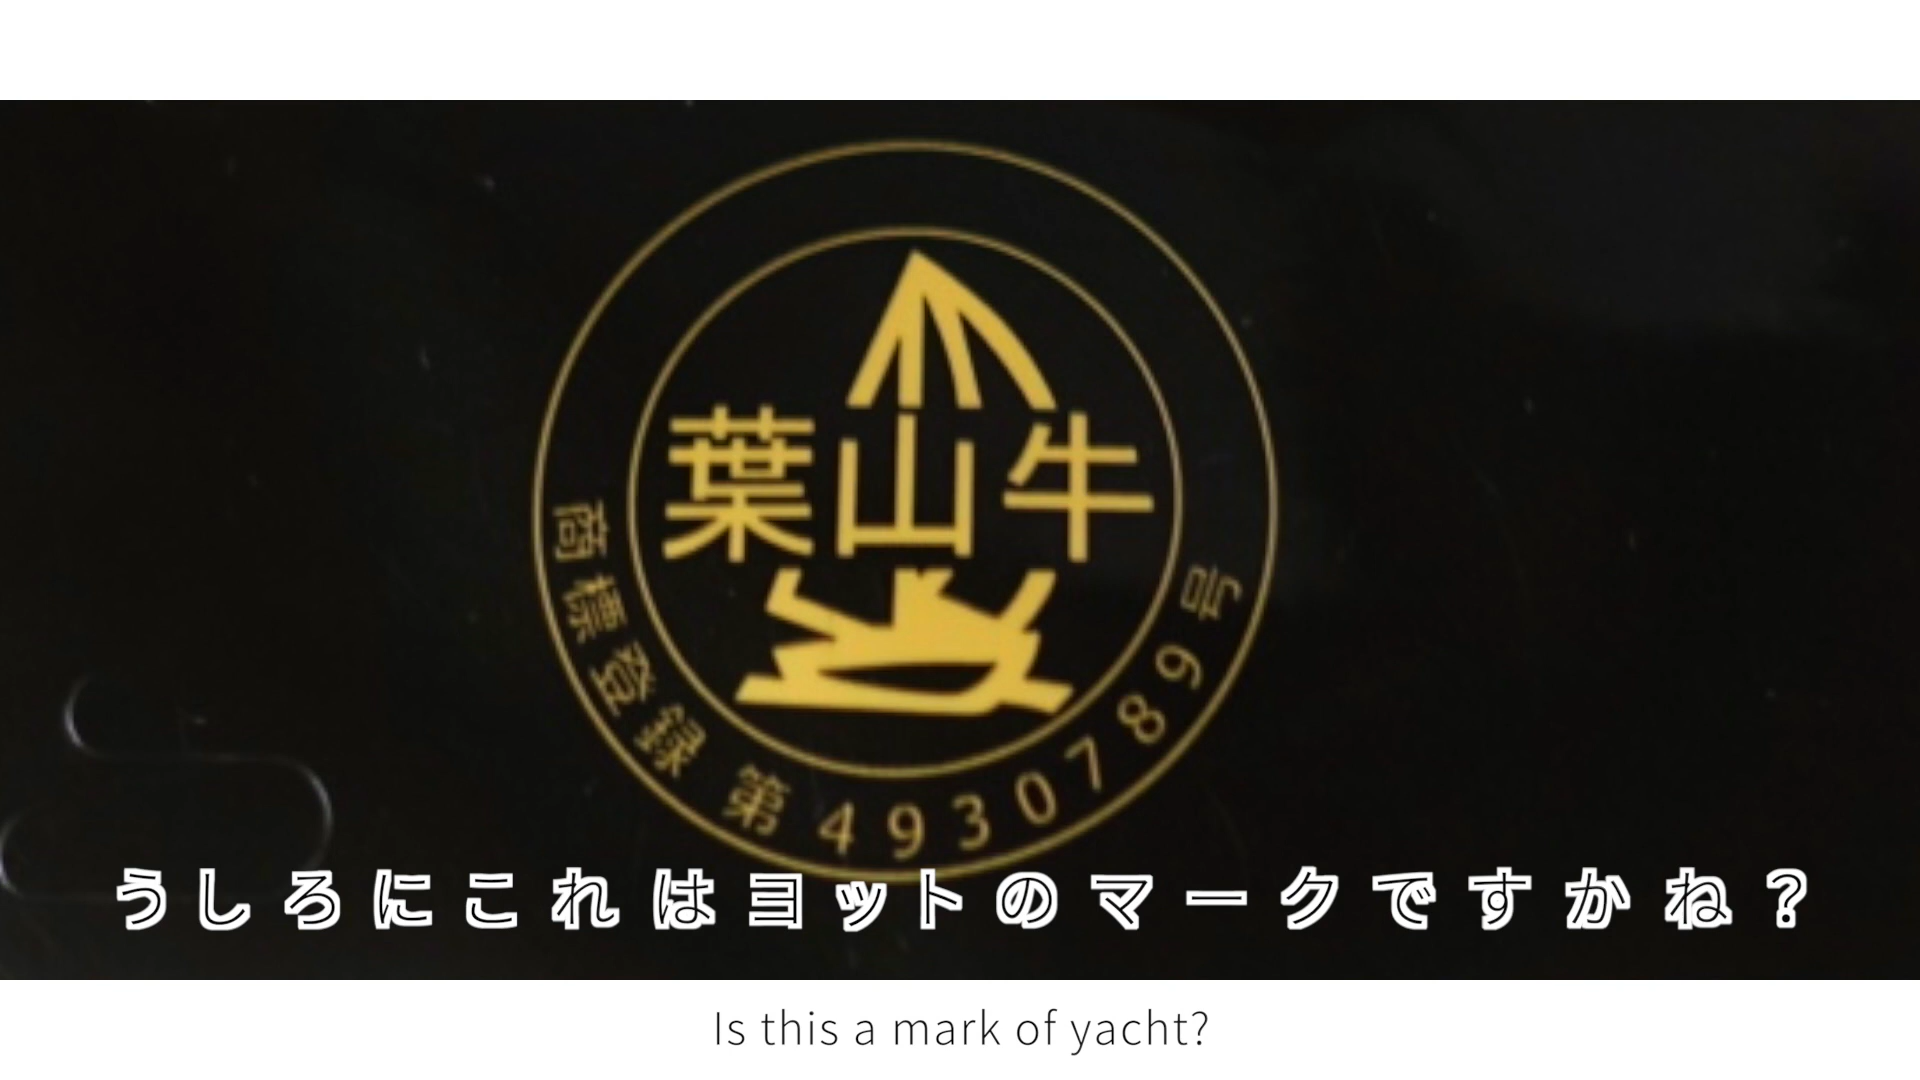 葉山牛
商標登録 第4930789号
うしろにこれはヨットのマークですかね？
Is this a mark of yacht?